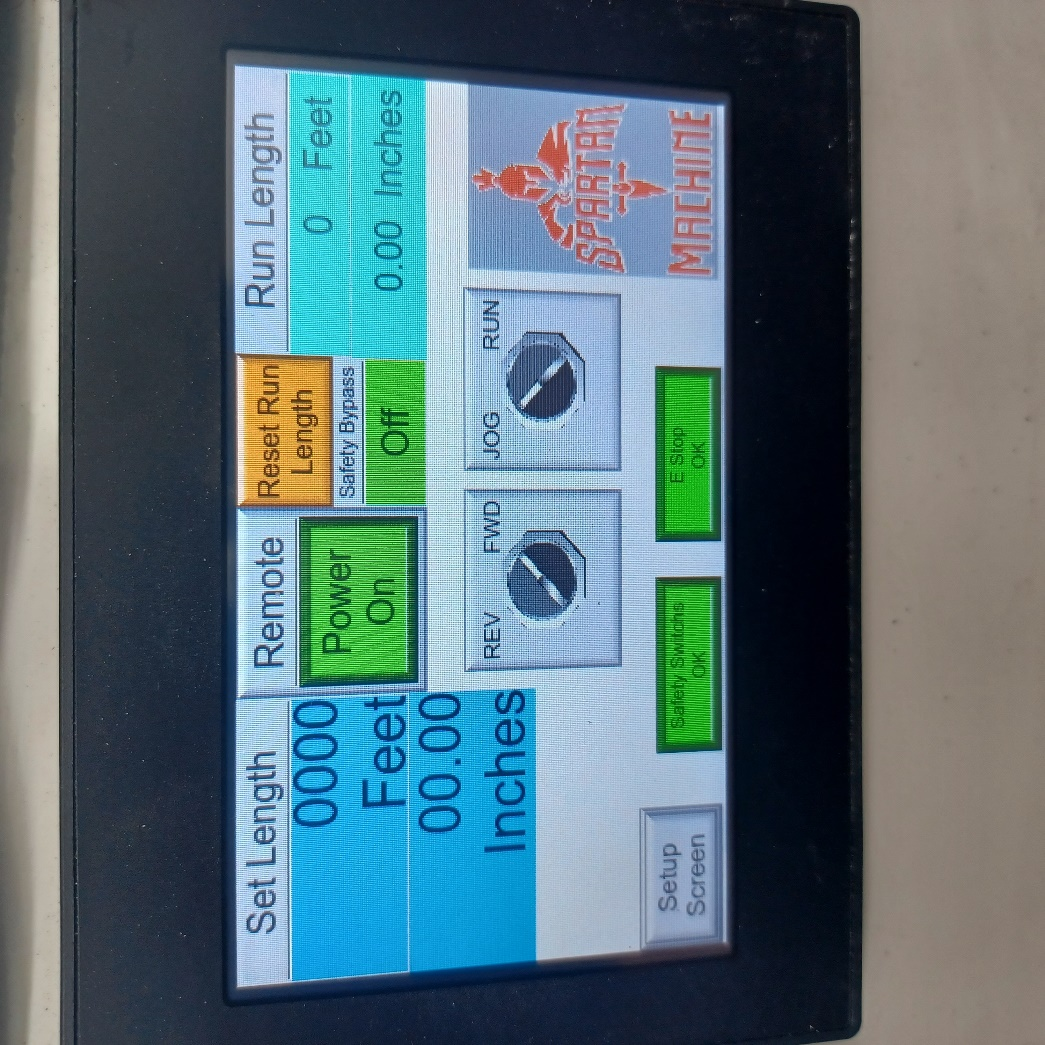 Set Length
0000
Feet
00.00
Inches
Remote
Power
On
Reset Run
Length
Safety Bypass
Off
Run Length
0 Feet
0.00 Inches
REV FWD
JOG RUN
SPARTAN
MACHINE
Setup
Screen
Safety Switchs
OK
E Stop
OK